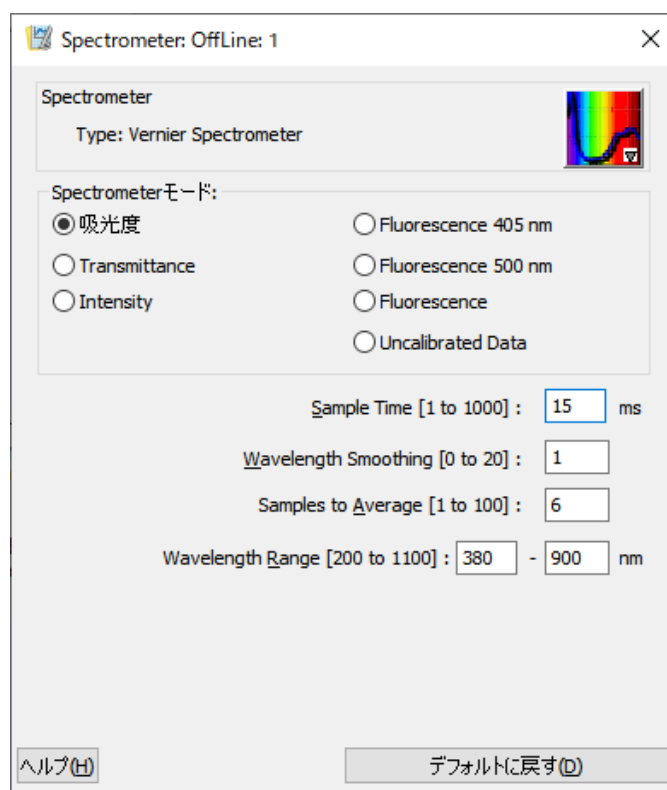 Spectrometer: OffLine: 1
Spectrometer
Type: Vernier Spectrometer
Spectrometerモード:
吸光度
Fluorescence 405 nm
Transmittance
Fluorescence 500 nm
Intensity
Fluorescence
Uncalibrated Data
Sample Time [1 to 1000] : 15 ms
Wavelength Smoothing [0 to 20] : 1
Samples to Average [1 to 100] : 6
Wavelength Range [200 to 1100] : 380 - 900 nm
ヘルプ(H)
デフォルトに戻す(D)